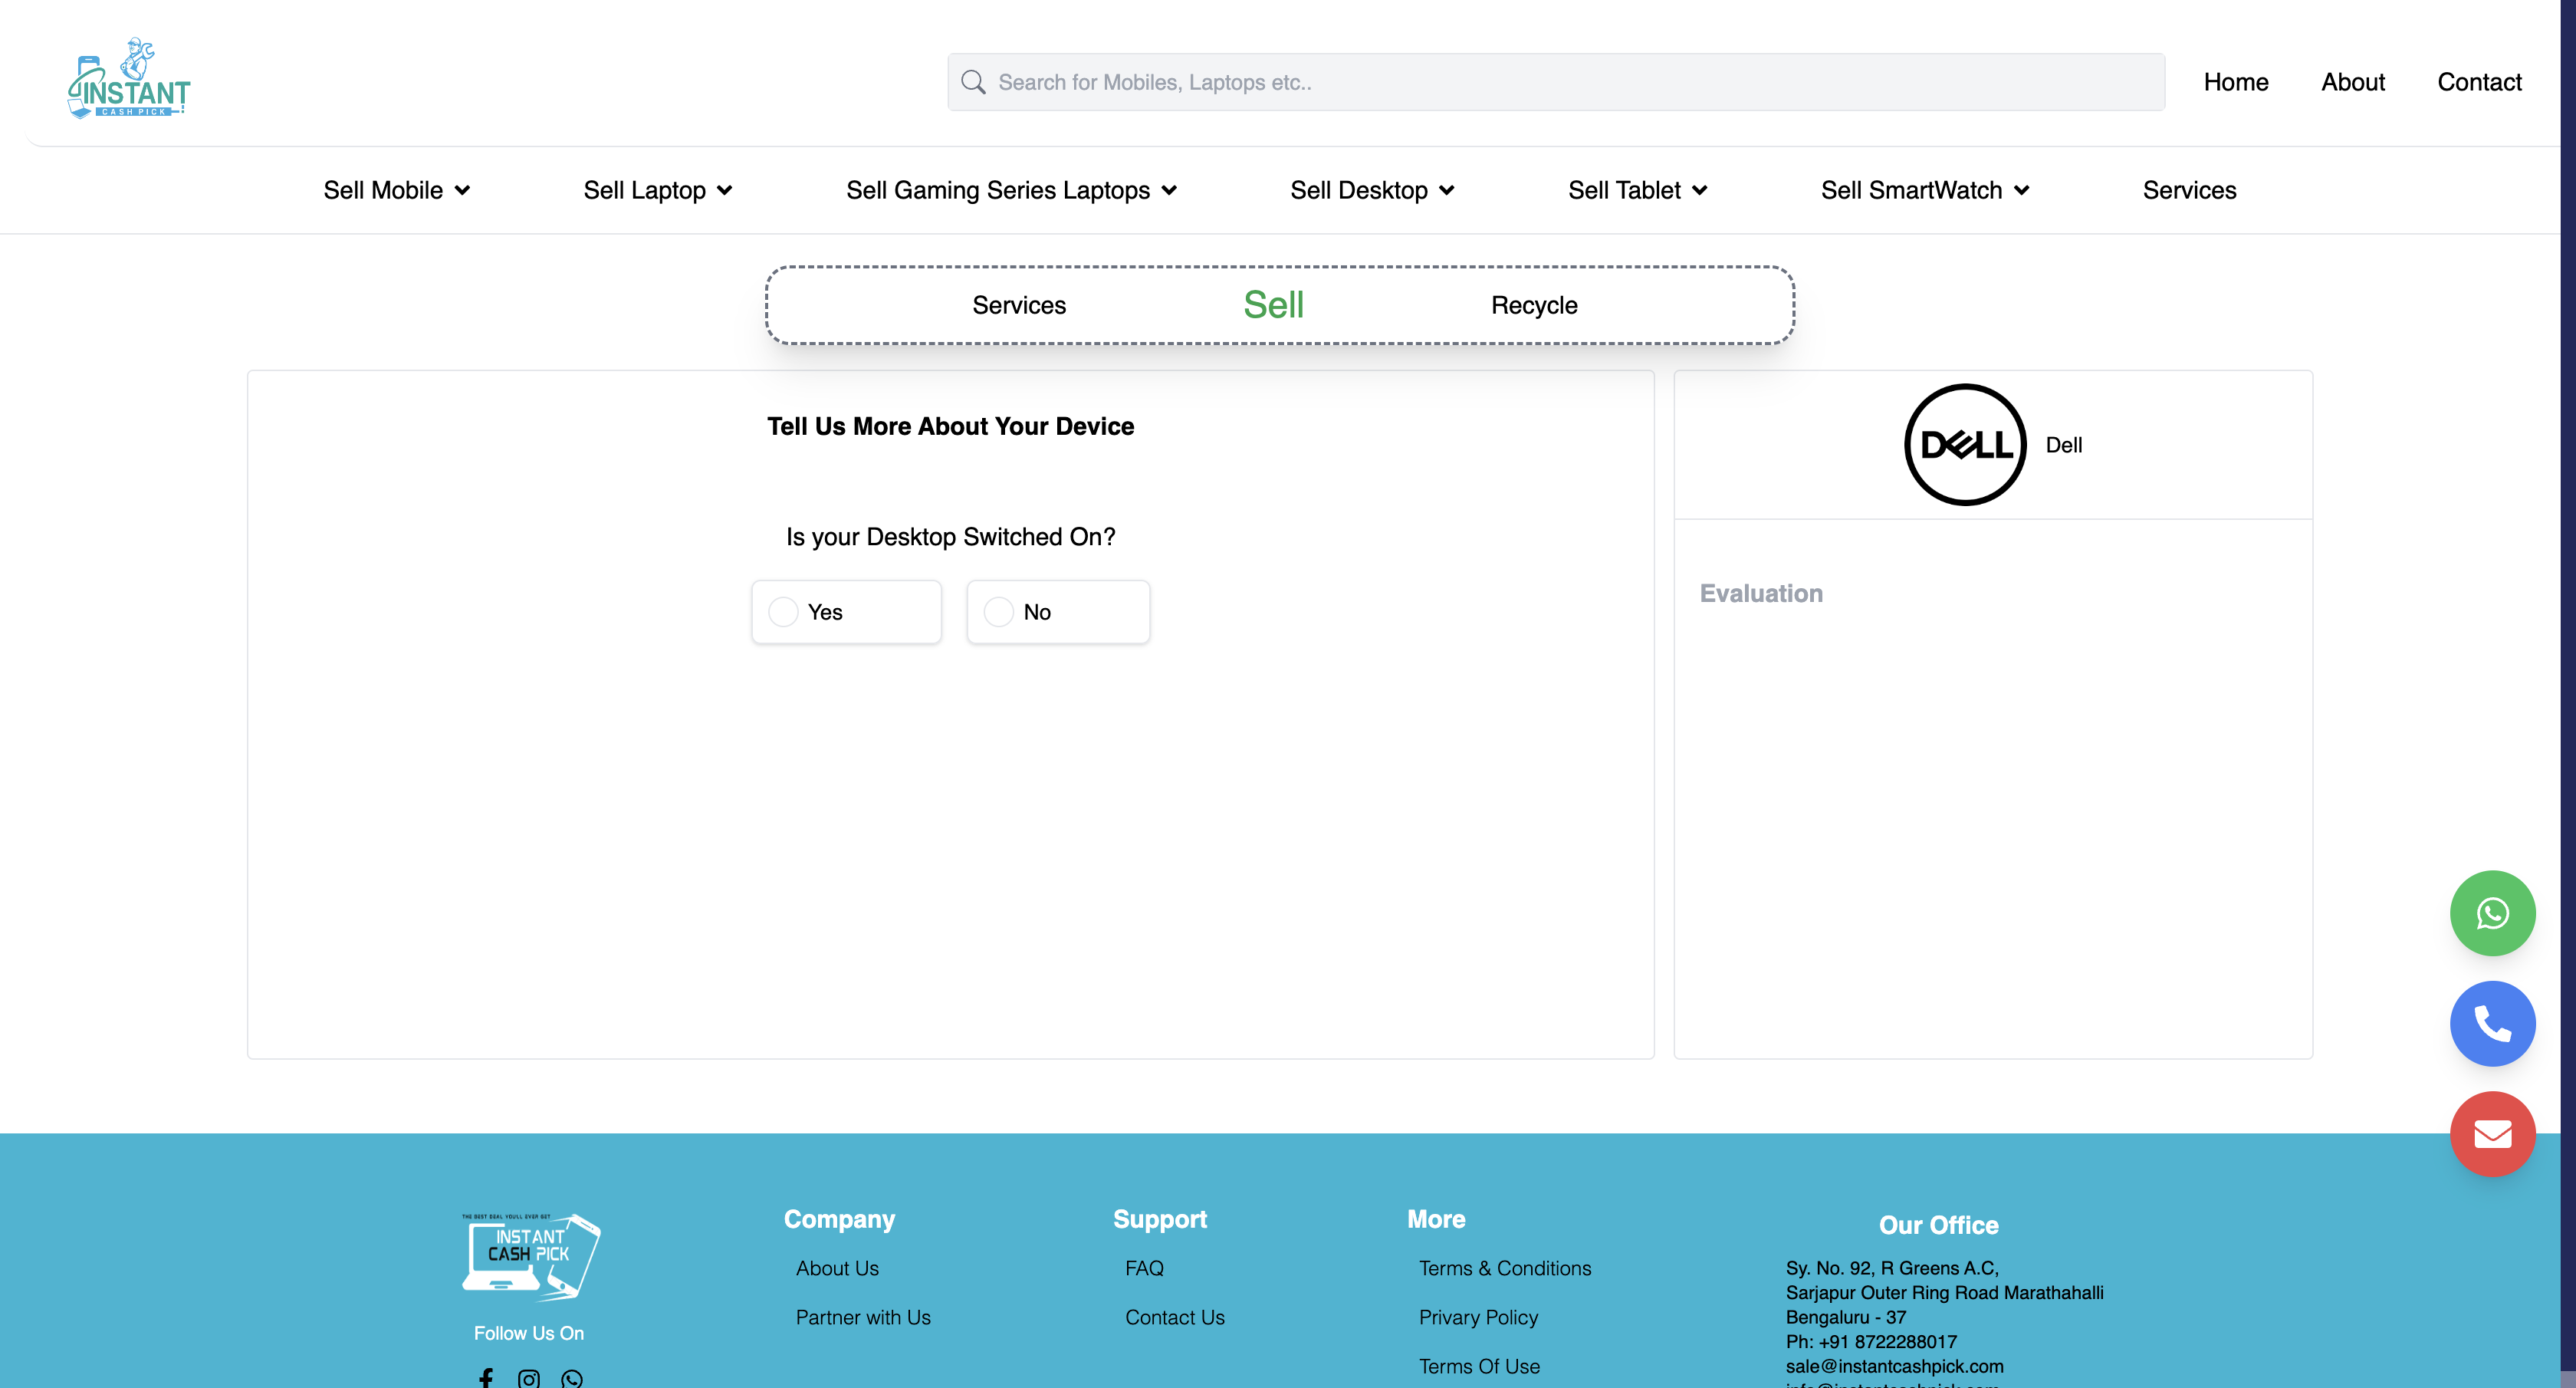 INSTANT
CASH PICK
Search for Mobiles, Laptops etc..
Home
About
Contact
Sell Mobile
Sell Laptop
Sell Gaming Series Laptops
Sell Desktop
Sell Tablet
Sell SmartWatch
Services
Services
Sell
Recycle
Tell Us More About Your Device
Is your Desktop Switched On?
Yes
No
DELL
Dell
Evaluation
THE BEST DEAL YOU'LL EVER GET
INSTANT
CASH PICK
Follow Us On
Company
About Us
Partner with Us
Support
FAQ
Contact Us
More
Terms & Conditions
Privary Policy
Terms Of Use
Our Office
Sy. No. 92, R Greens A.C,
Sarjapur Outer Ring Road Marathahalli
Bengaluru - 37
Ph: +91 8722288017
sale@instantcashpick.com